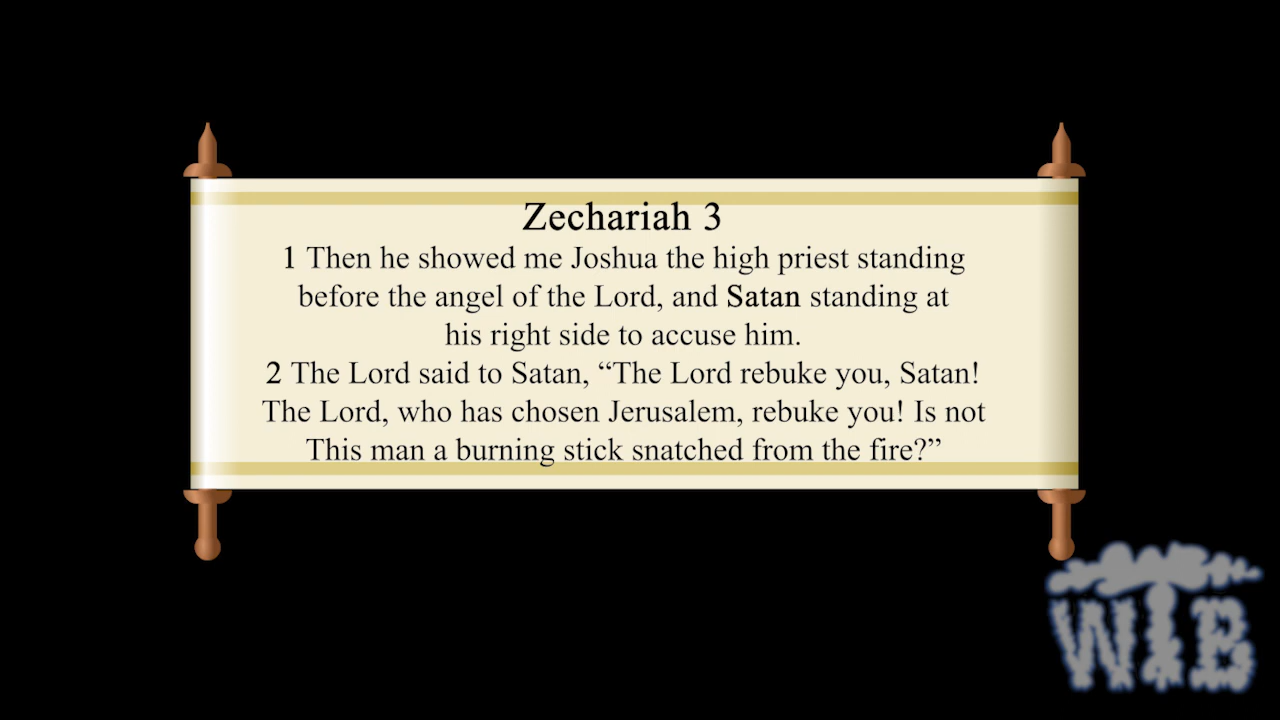 Zechariah 3
1 Then he showed me Joshua the high priest standing
before the angel of the Lord, and Satan standing at
his right side to accuse him.
2 The Lord said to Satan, “The Lord rebuke you, Satan!
The Lord, who has chosen Jerusalem, rebuke you! Is not
This man a burning stick snatched from the fire?”
WTB